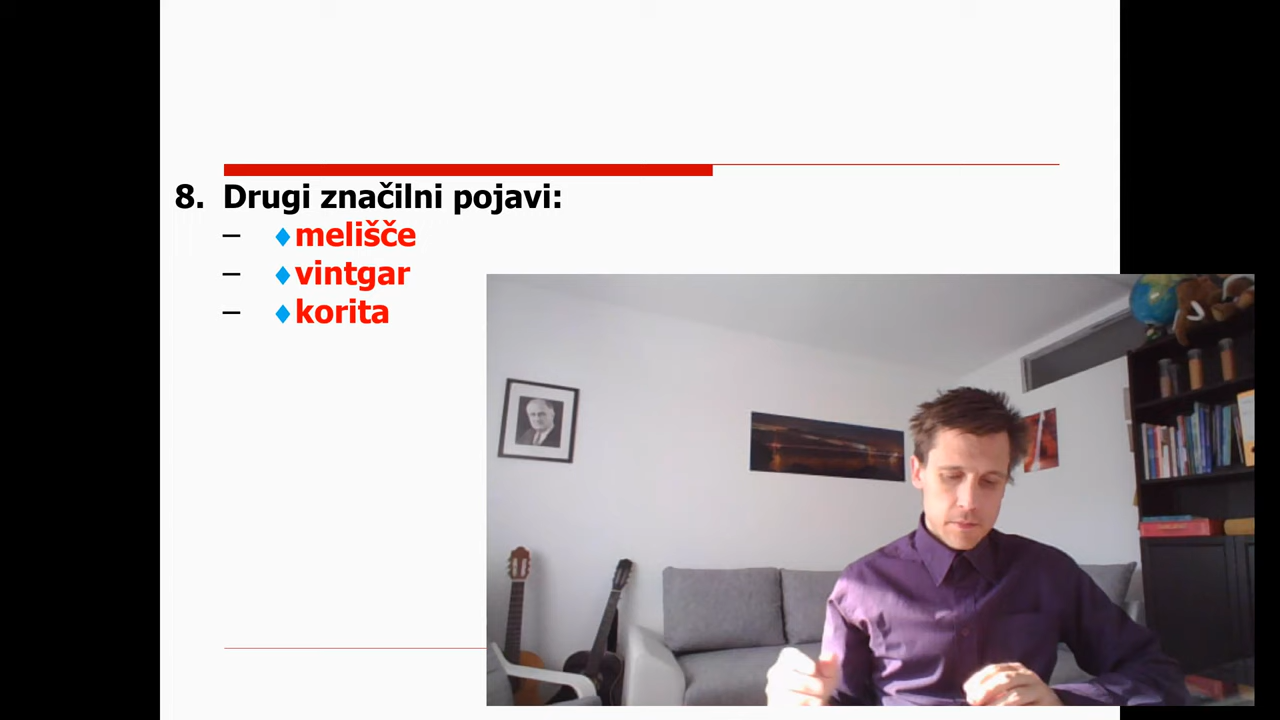 8. Drugi značilni pojavi:
– ♦melišče
– ♦vintgar
– ♦korita